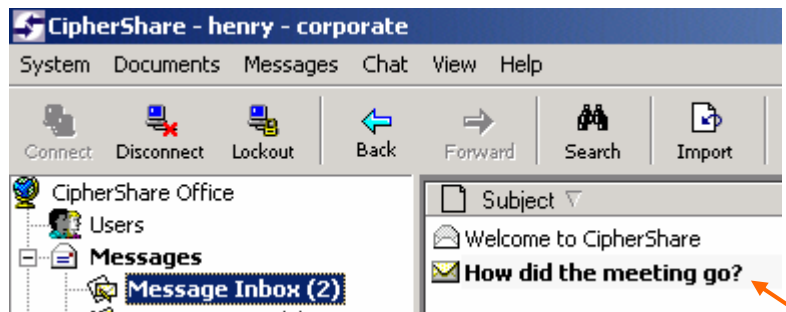 CipherShare - henry - corporate
System Documents Messages Chat View Help
Connect Disconnect Lockout Back Forward Search Import
CipherShare Office
Users
Messages
Message Inbox (2)
Subject
Welcome to CipherShare
How did the meeting go?